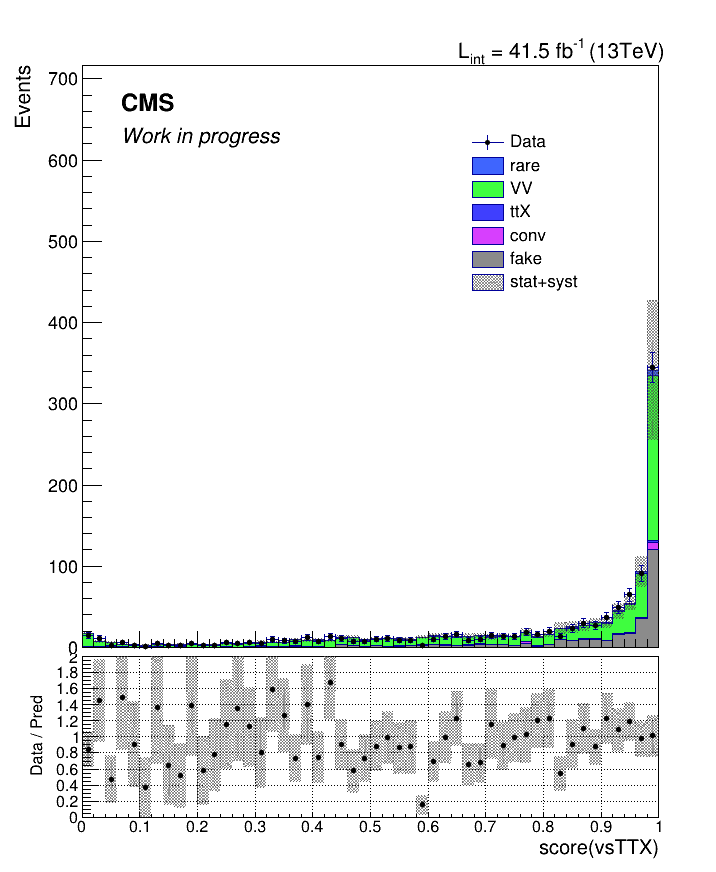 L_int = 41.5 fb^-1 (13TeV)
Events
700
600
500
400
300
200
100
0
CMS
Work in progress
Data
rare
VV
ttX
conv
fake
stat+syst
Data / Pred
2
1.8
1.6
1.4
1.2
1
0.8
0.6
0.4
0.2
0
0 0.1 0.2 0.3 0.4 0.5 0.6 0.7 0.8 0.9 1
score(vsTTX)